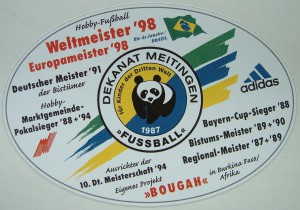 Hobby-Fußball
Weltmeister '98
Europameister '98
Rio de Janeiro/
BRASIL
Deutscher Meister '91
der Bistümer
Hobby-
Marktgemeinde-
Pokalsieger '88+'94
DEKANAT MEITINGEN
für Kinder der Dritten Welt
1987
»FUSSBALL«
adidas
Bayern-Cup-Sieger '88
Bistums-Meister '89+'90
Regional-Meister '87+'89
Ausrichter der
10. Dt. Meisterschaft '94
Eigenes Projekt
»BOUGAH«
in Burkina Faso/
Afrika